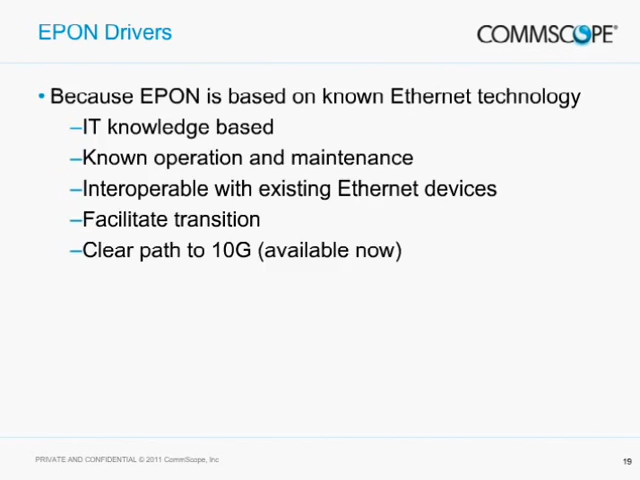 EPON Drivers
COMMSCOPE®
• Because EPON is based on known Ethernet technology
–IT knowledge based
–Known operation and maintenance
–Interoperable with existing Ethernet devices
–Facilitate transition
–Clear path to 10G (available now)
PRIVATE AND CONFIDENTIAL © 2011 CommScope, Inc
19